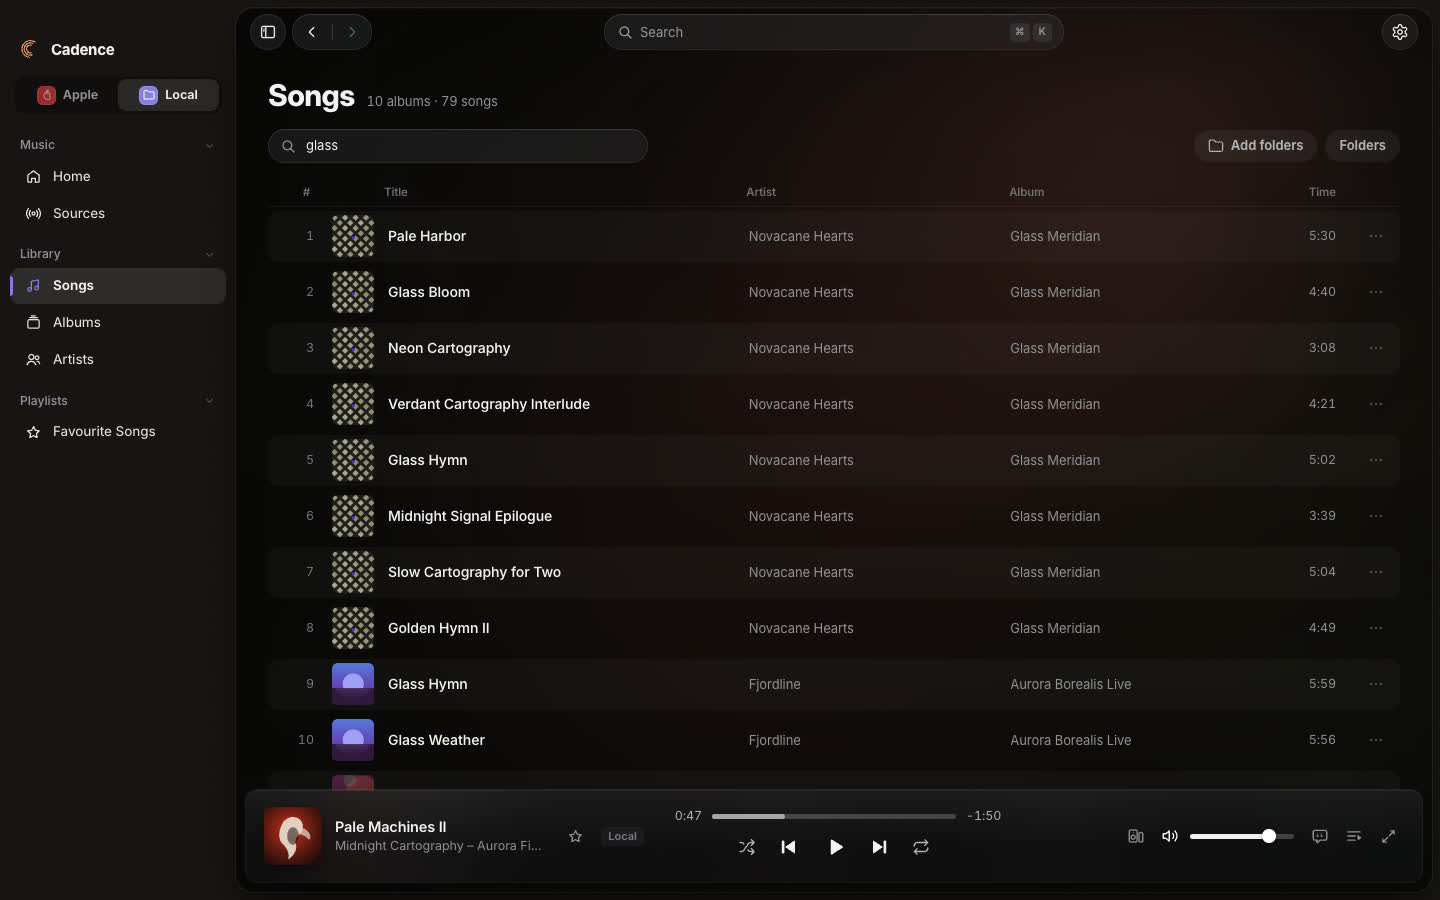 Cadence
Apple
Local
Music
Home
Sources
Library
Songs
Albums
Artists
Playlists
Favourite Songs
Search
⌘ K
Songs
10 albums · 79 songs
glass
Add folders
Folders
# Title Artist Album Time
1 Pale Harbor Novacane Hearts Glass Meridian 5:30
2 Glass Bloom Novacane Hearts Glass Meridian 4:40
3 Neon Cartography Novacane Hearts Glass Meridian 3:08
4 Verdant Cartography Interlude Novacane Hearts Glass Meridian 4:21
5 Glass Hymn Novacane Hearts Glass Meridian 5:02
6 Midnight Signal Epilogue Novacane Hearts Glass Meridian 3:39
7 Slow Cartography for Two Novacane Hearts Glass Meridian 5:04
8 Golden Hymn II Novacane Hearts Glass Meridian 4:49
9 Glass Hymn Fjordline Aurora Borealis Live 5:59
10 Glass Weather Fjordline Aurora Borealis Live 5:56
Pale Machines II
Midnight Cartography – Aurora Fi...
Local
0:47
-1:50